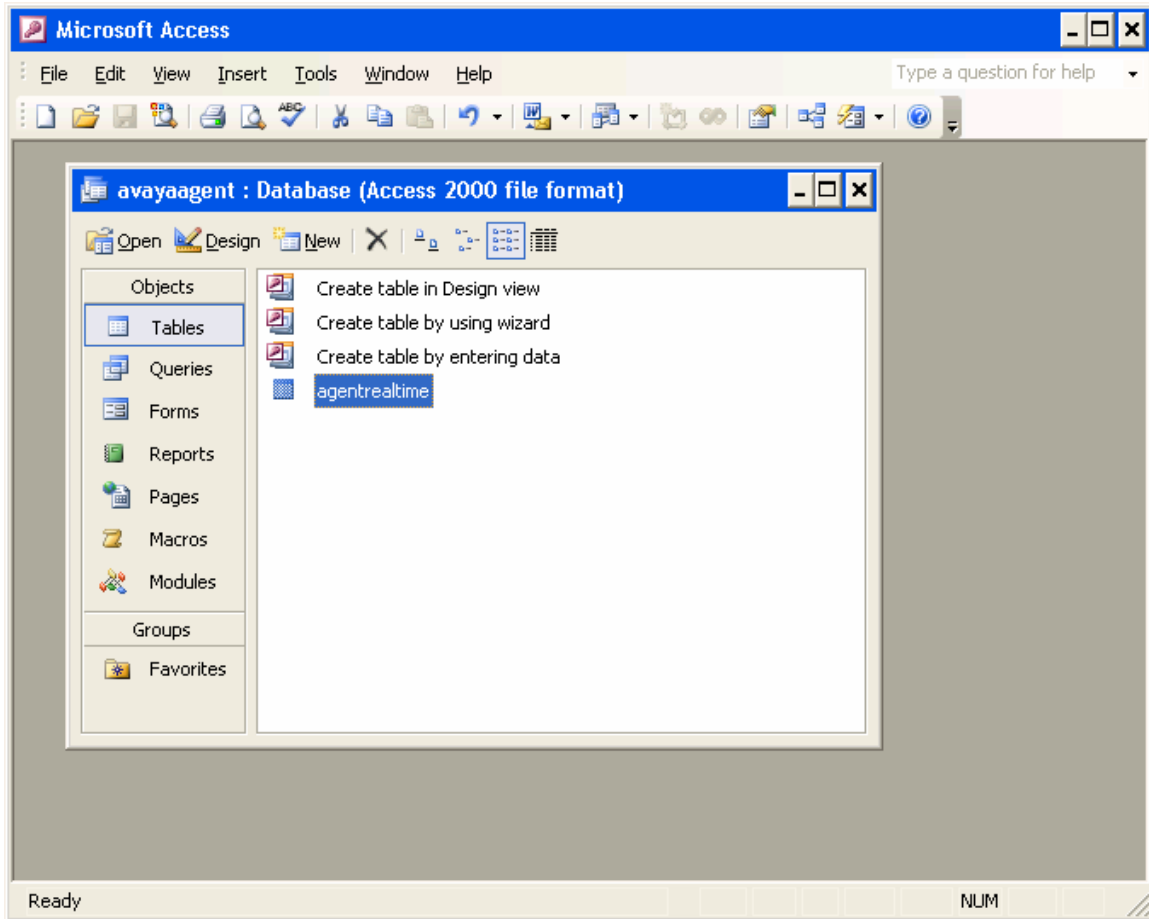 Microsoft Access
File Edit View Insert Tools Window Help Type a question for help
ABC W
avayaagent : Database (Access 2000 file format)
Open Design New
Objects
Tables
Queries
Forms
Reports
Pages
Macros
Modules
Groups
Favorites
Create table in Design view
Create table by using wizard
Create table by entering data
agentrealtime
Ready NUM